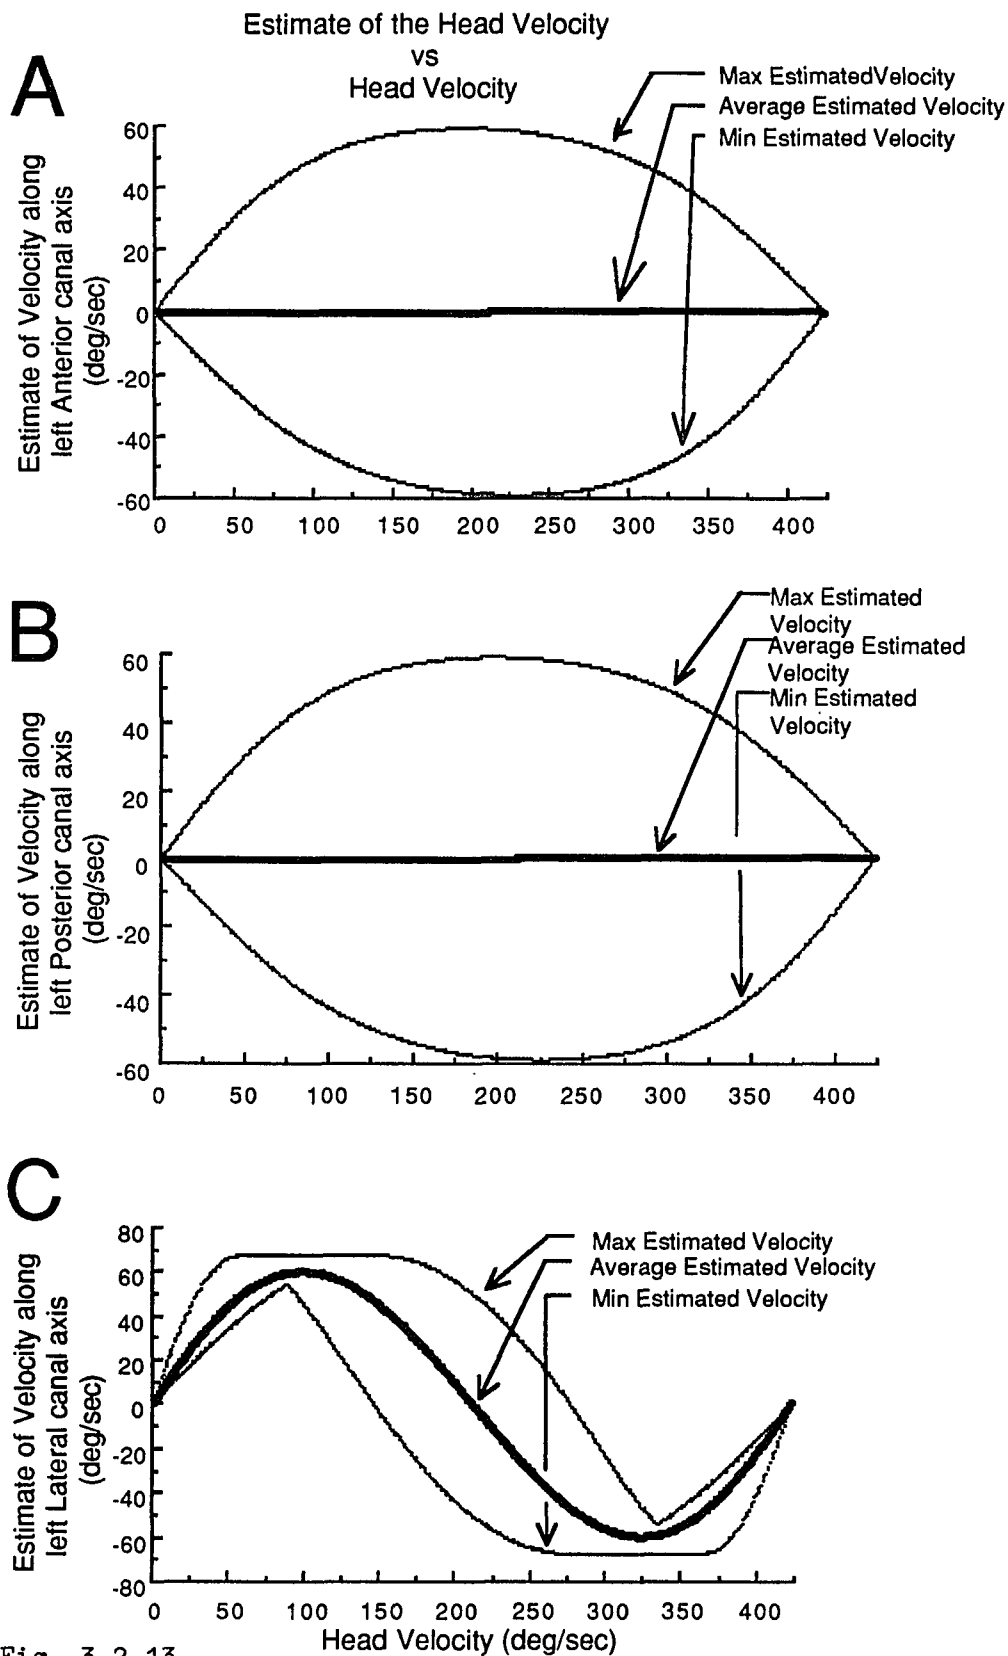 Estimate of the Head Velocity
vs
Head Velocity
A
Max EstimatedVelocity
Average Estimated Velocity
Min Estimated Velocity
Estimate of Velocity along
left Anterior canal axis
(deg/sec)
60
40
20
0
-20
-40
-60
0 50 100 150 200 250 300 350 400
B
Max Estimated
Velocity
Average Estimated
Velocity
Min Estimated
Velocity
Estimate of Velocity along
left Posterior canal axis
(deg/sec)
60
40
20
0
-20
-40
-60
0 50 100 150 200 250 300 350 400
C
Max Estimated Velocity
Average Estimated Velocity
Min Estimated Velocity
Estimate of Velocity along
left Lateral canal axis
(deg/sec)
80
60
40
20
0
-20
-40
-60
-80
0 50 100 150 200 250 300 350 400
Head Velocity (deg/sec)
Fig. 3.2.13